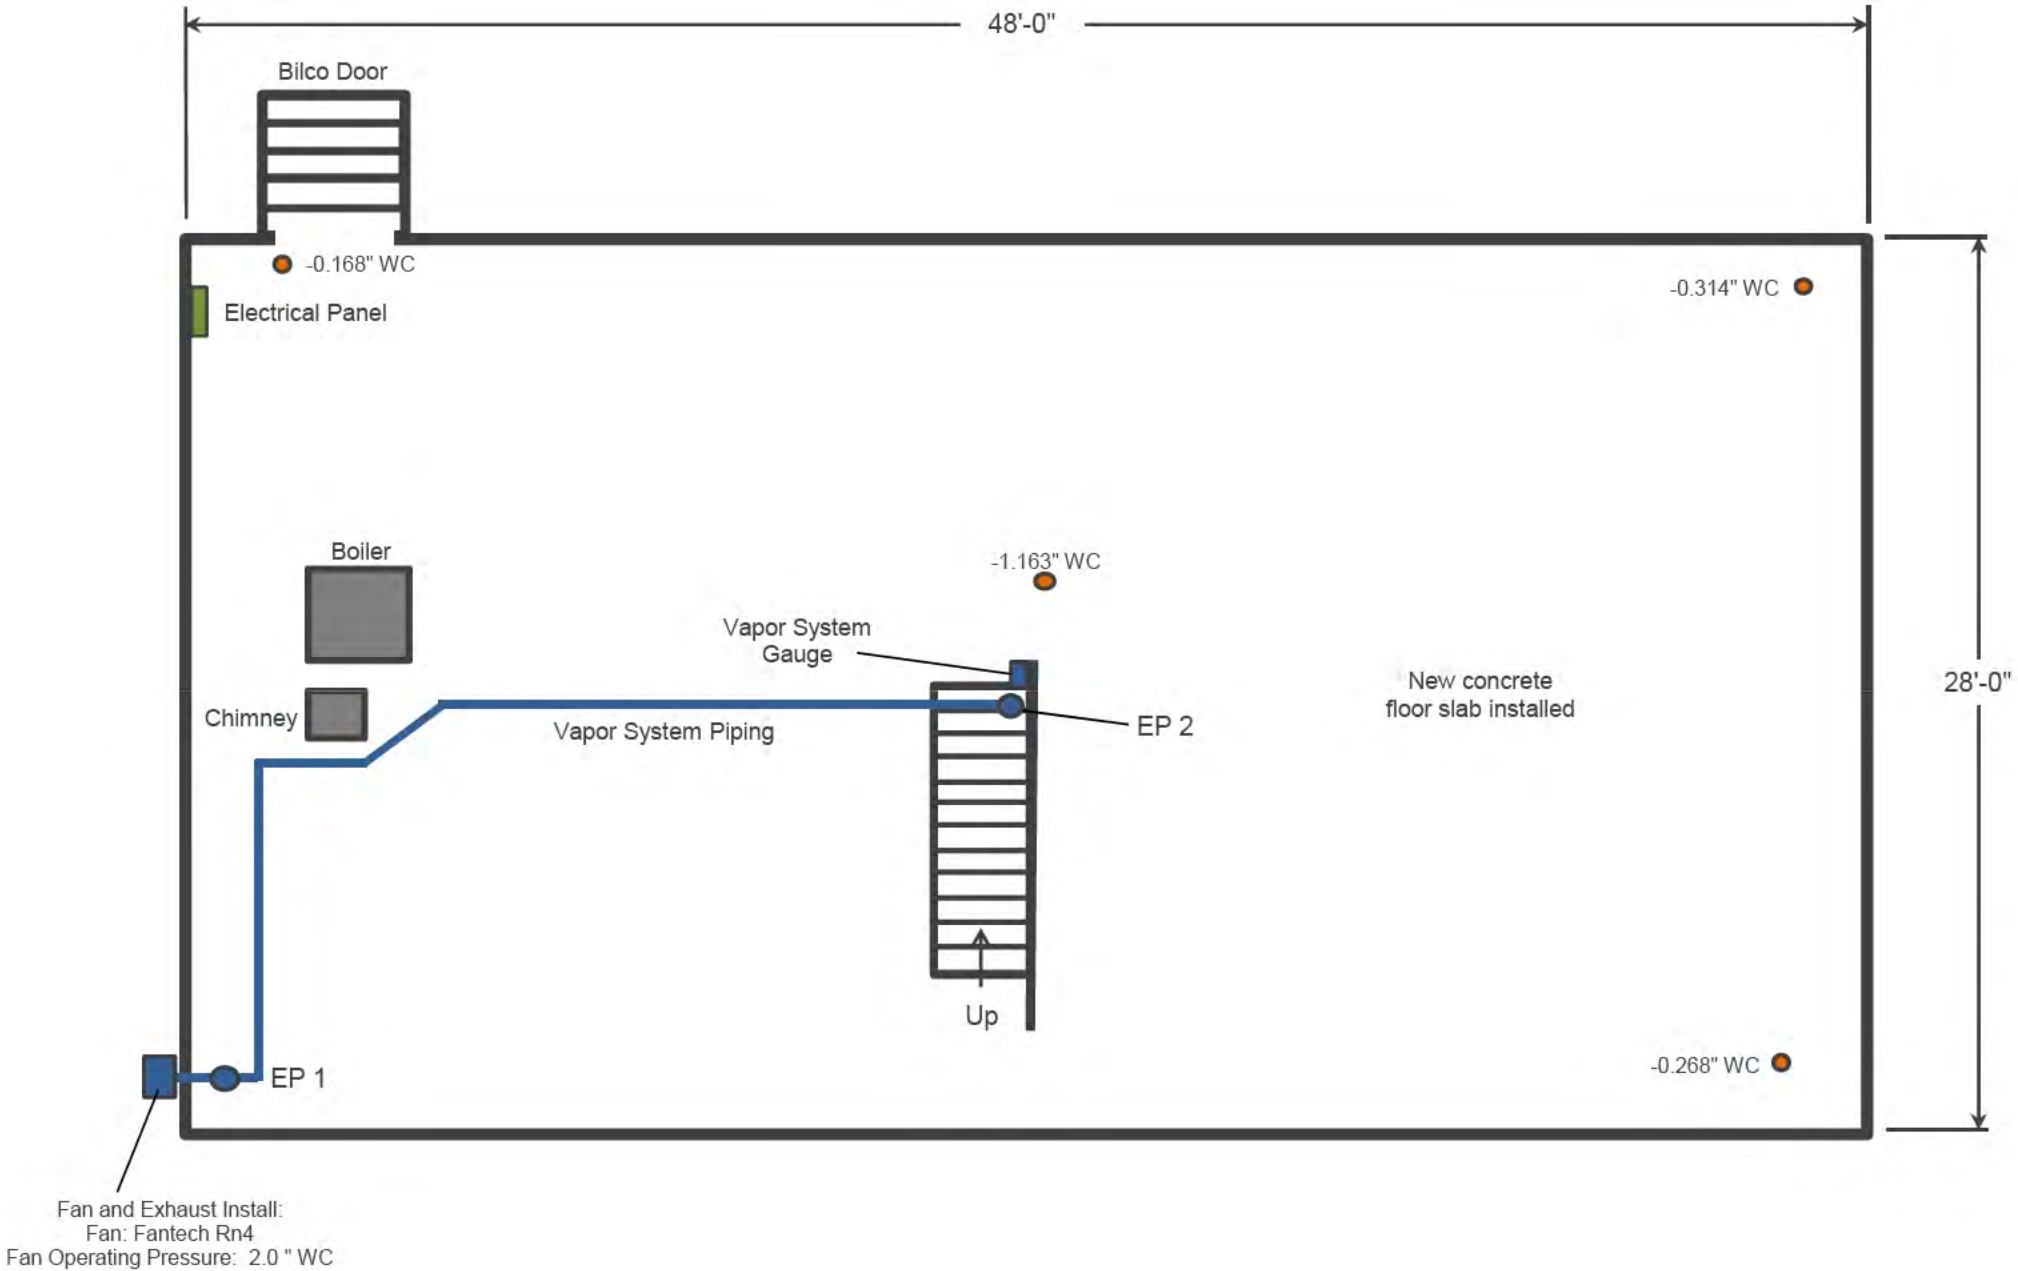 48'-0"
Bilco Door
-0.168" WC
-0.314" WC
Electrical Panel
Boiler
-1.163" WC
Vapor System
Gauge
New concrete
floor slab installed
28'-0"
Chimney
Vapor System Piping
EP 2
Up
-0.268" WC
EP 1
Fan and Exhaust Install:
Fan: Fantech Rn4
Fan Operating Pressure: 2.0 " WC